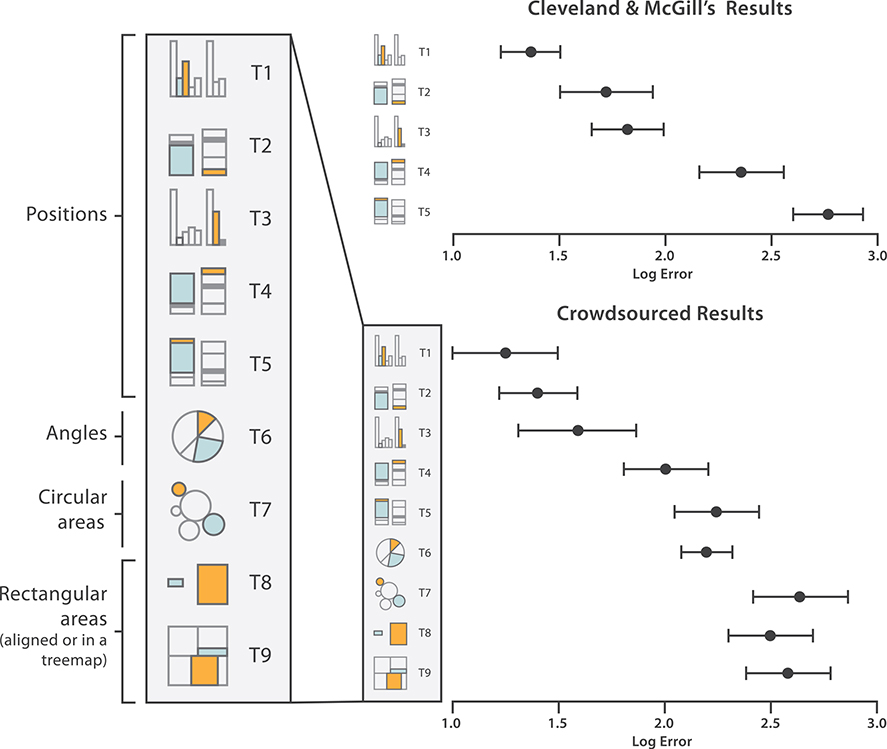 Cleveland & McGill's Results
T1
T2
T3
T4
T5
1.0 1.5 2.0 2.5 3.0
Log Error
Positions
Angles
Circular
areas
Rectangular
areas
(aligned or in a
treemap)
T1
T2
T3
T4
T5
T6
T7
T8
T9
Crowdsourced Results
T1
T2
T3
T4
T5
T6
T7
T8
T9
1.0 1.5 2.0 2.5 3.0
Log Error